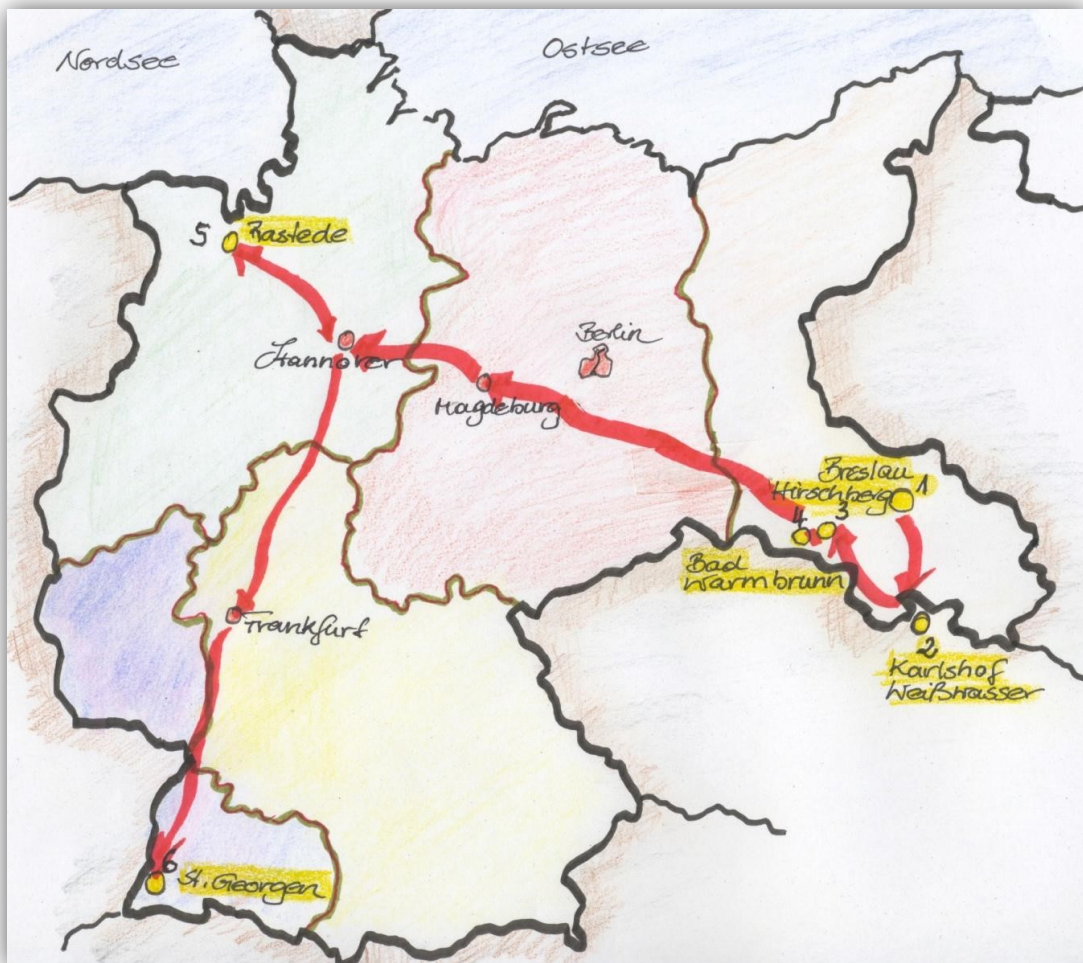 Nordsee
Ostsee
5 Rastede
Hannover
Berlin
Magdeburg
Breslau
Hirschberg 1
4 3
Bad
Warmbrunn
Frankfurt
2
Karlshof
Weißwasser
6
St. Georgen